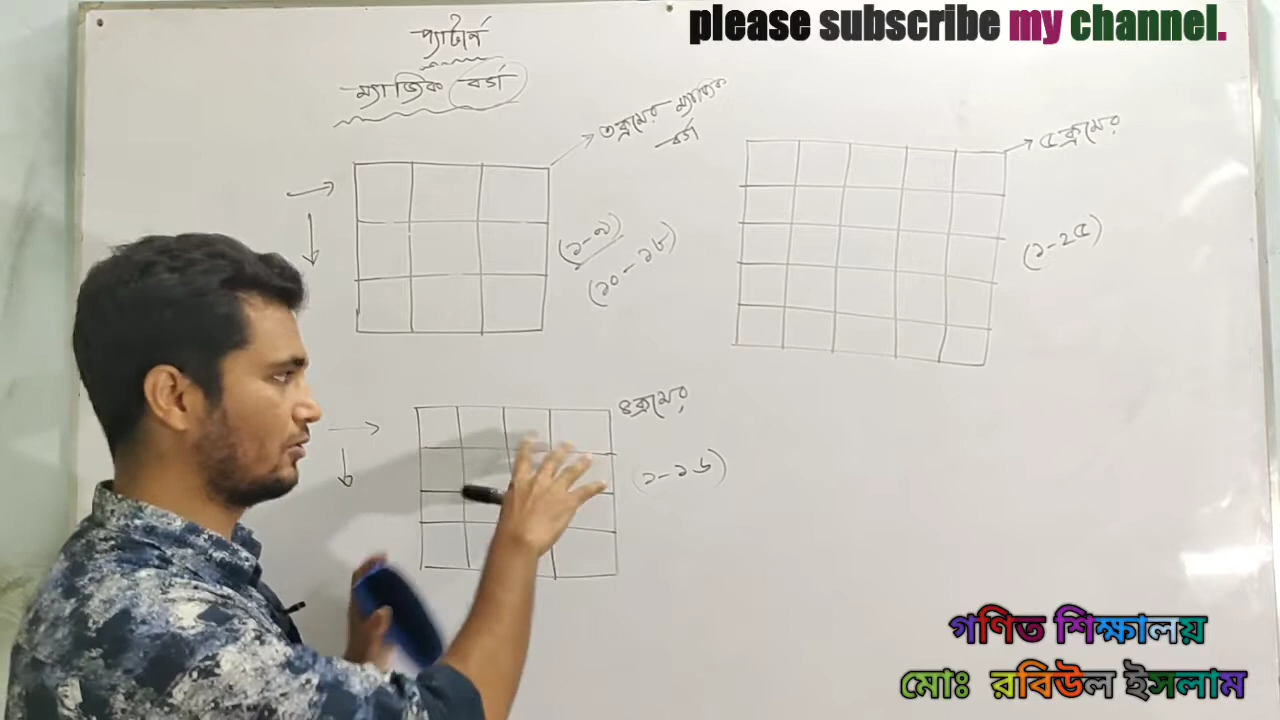 please subscribe my channel.
প্যাটার্ন
ম্যাজিক বর্গ
৩ক্রমের ম্যাজিক
বর্গ
(১-৯)
(১০-১৮)
৫ক্রমের
(১-২৫)
৪ক্রমের
(১-১৬)
গণিত শিক্ষালয়
মোঃ রবিউল ইসলাম